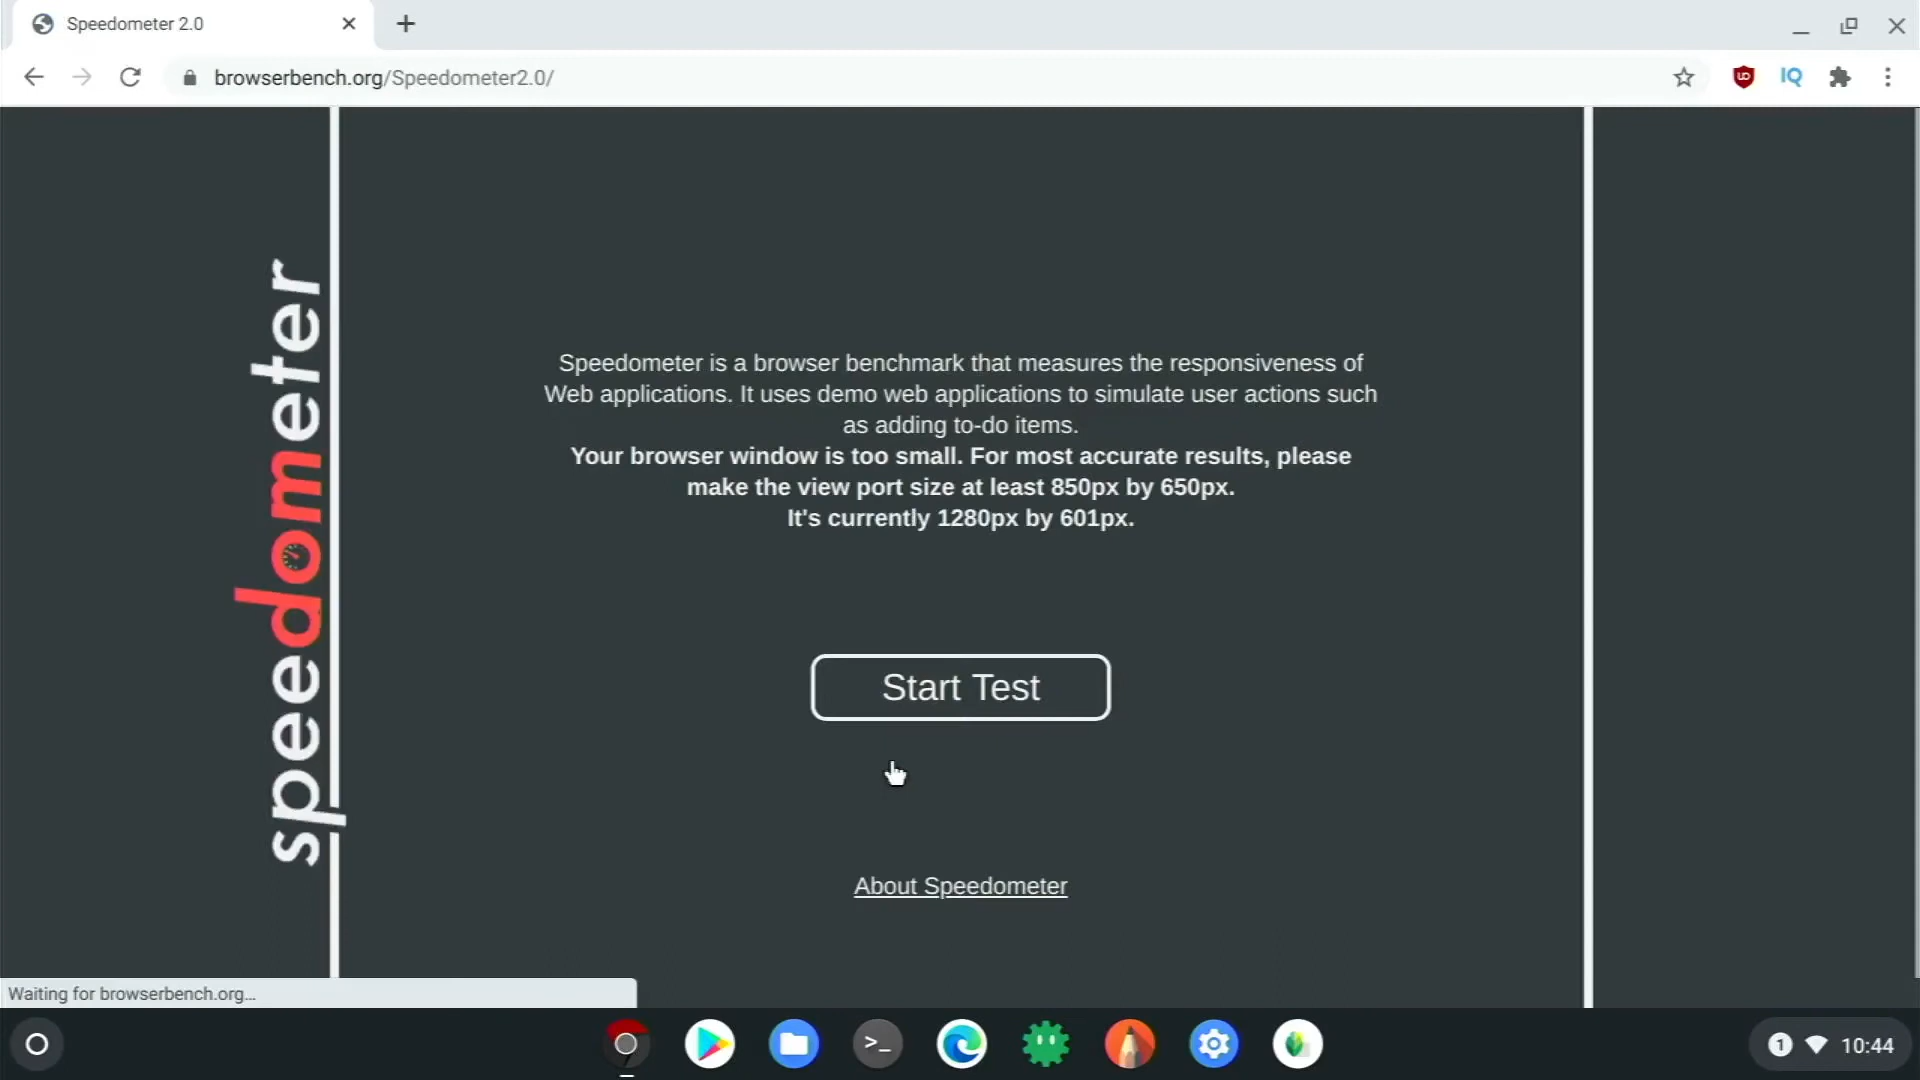 Speedometer 2.0
browserbench.org/Speedometer2.0/
IQ
speedometer
Speedometer is a browser benchmark that measures the responsiveness of
Web applications. It uses demo web applications to simulate user actions such
as adding to-do items.
Your browser window is too small. For most accurate results, please
make the view port size at least 850px by 650px.
It's currently 1280px by 601px.
Start Test
About Speedometer
Waiting for browserbench.org...
>_
1 10:44